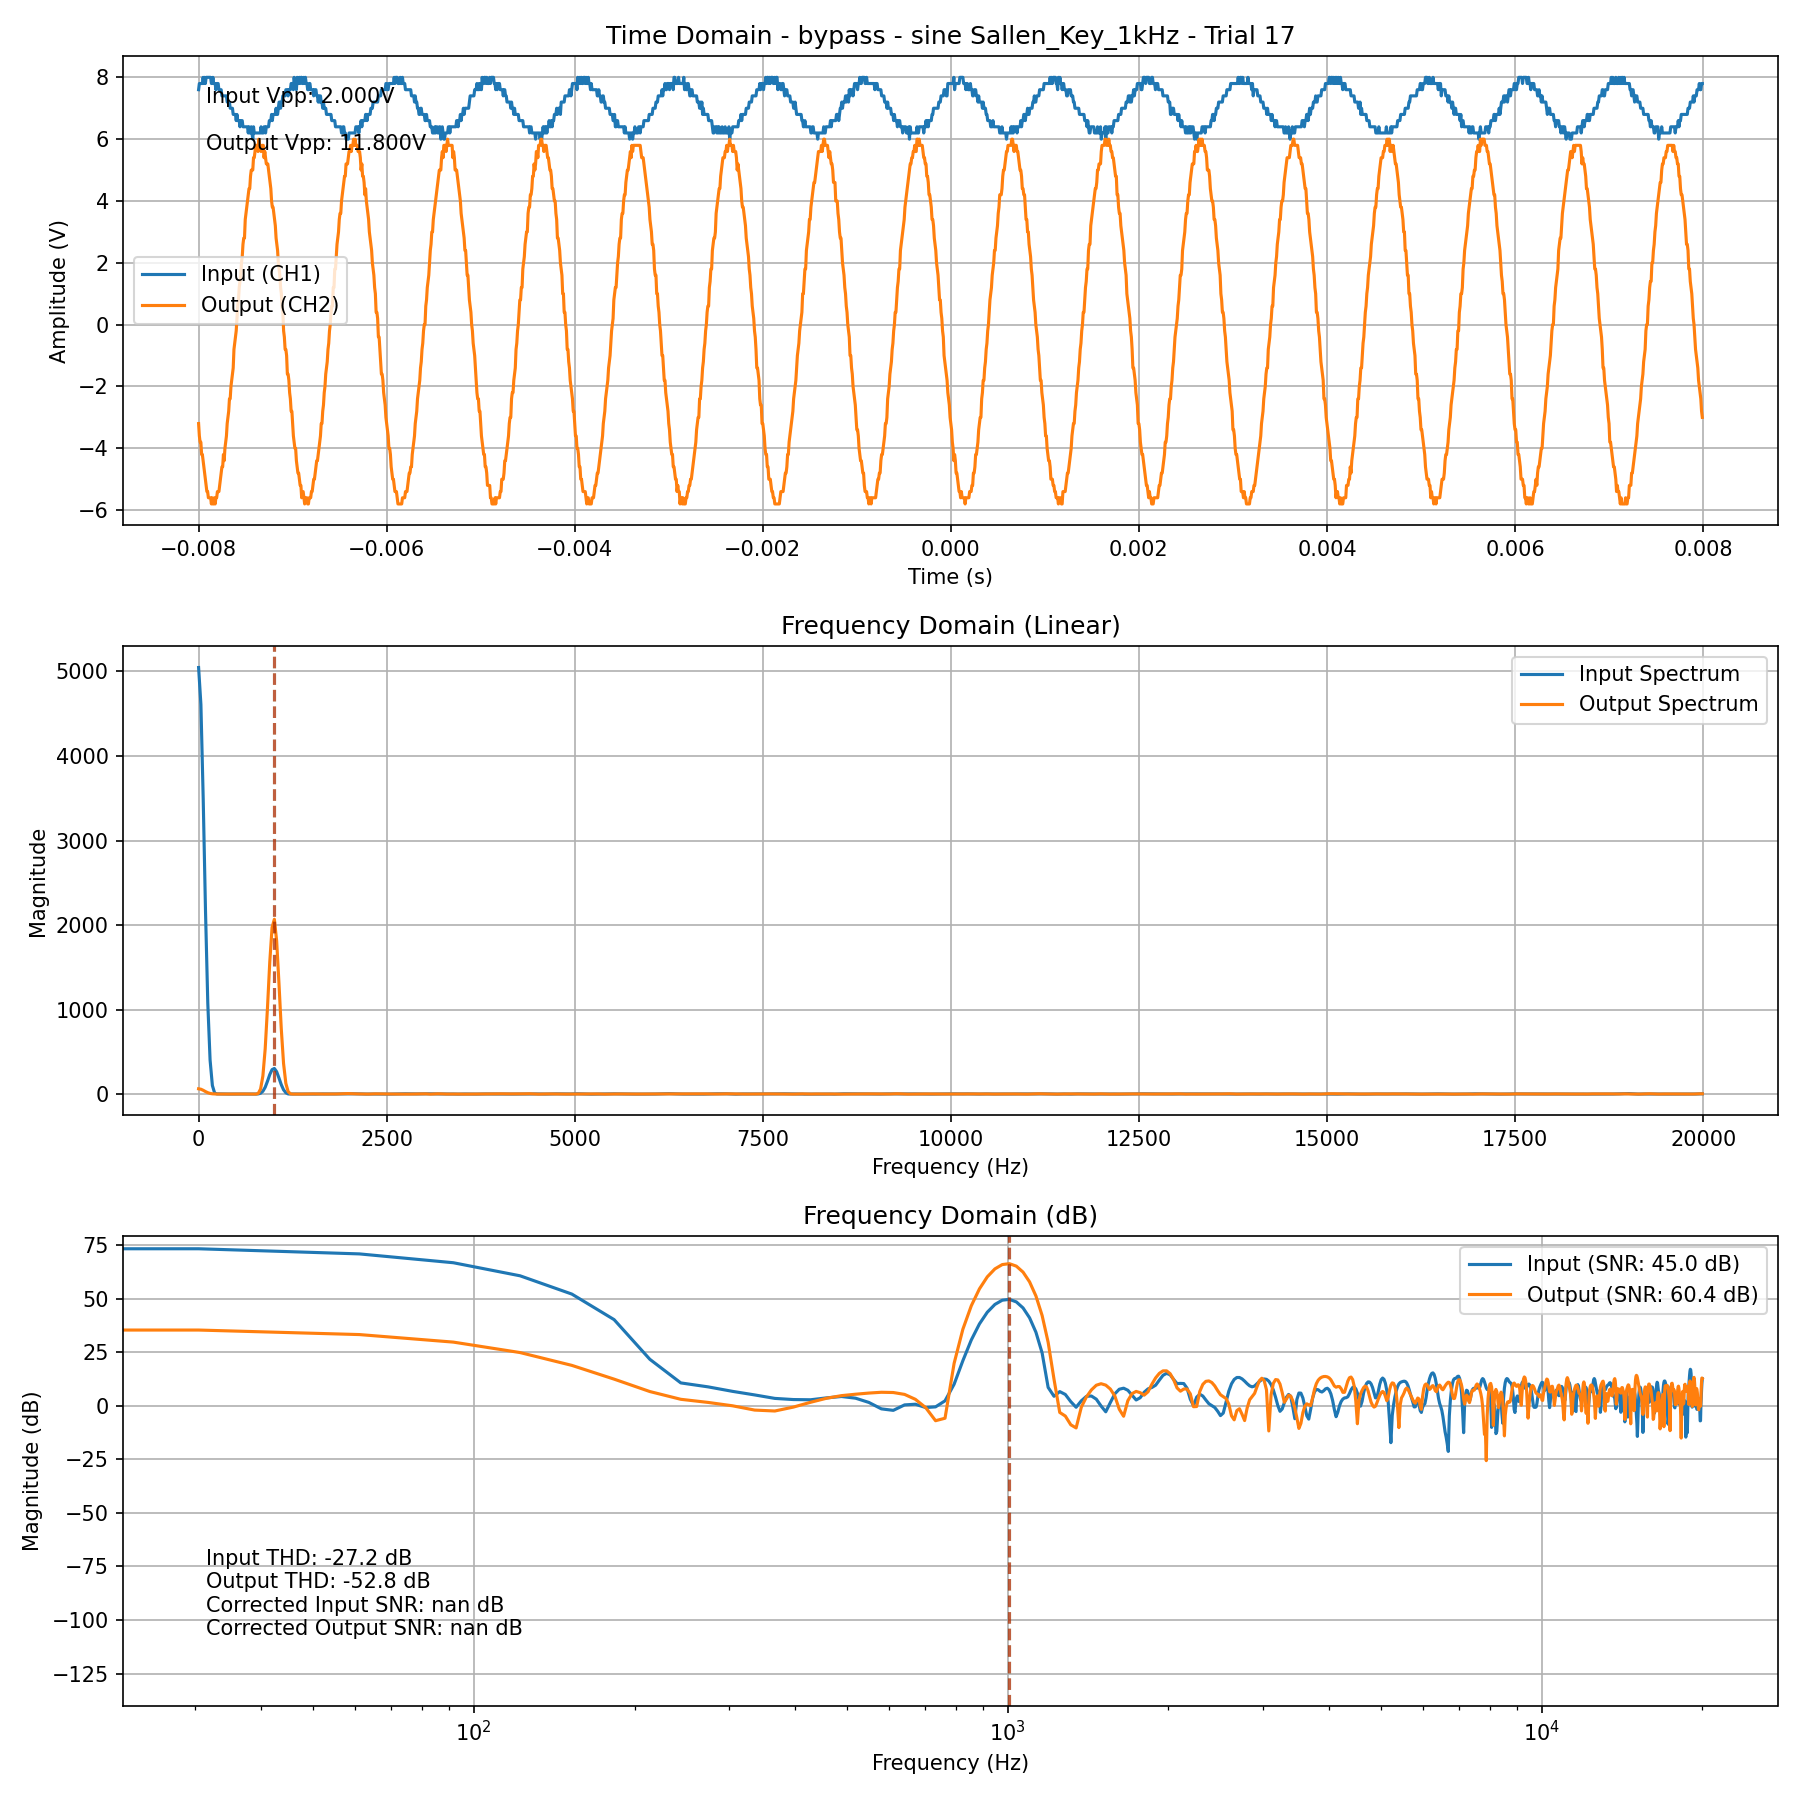 Time Domain - bypass - sine Sallen_Key_1kHz - Trial 17
8
6
4
2
0
−2
−4
−6
Amplitude (V)
Input Vpp: 2.000V
Output Vpp: 11.800V
Input (CH1)
Output (CH2)
−0.008
−0.006
−0.004
−0.002
0.000
0.002
0.004
0.006
0.008
Time (s)
Frequency Domain (Linear)
5000
4000
3000
2000
1000
0
Magnitude
Input Spectrum
Output Spectrum
0
2500
5000
7500
10000
12500
15000
17500
20000
Frequency (Hz)
Frequency Domain (dB)
75
50
25
0
−25
−50
−75
−100
−125
Magnitude (dB)
Input (SNR: 45.0 dB)
Output (SNR: 60.4 dB)
Input THD: -27.2 dB
Output THD: -52.8 dB
Corrected Input SNR: nan dB
Corrected Output SNR: nan dB
10²
10³
10⁴
Frequency (Hz)